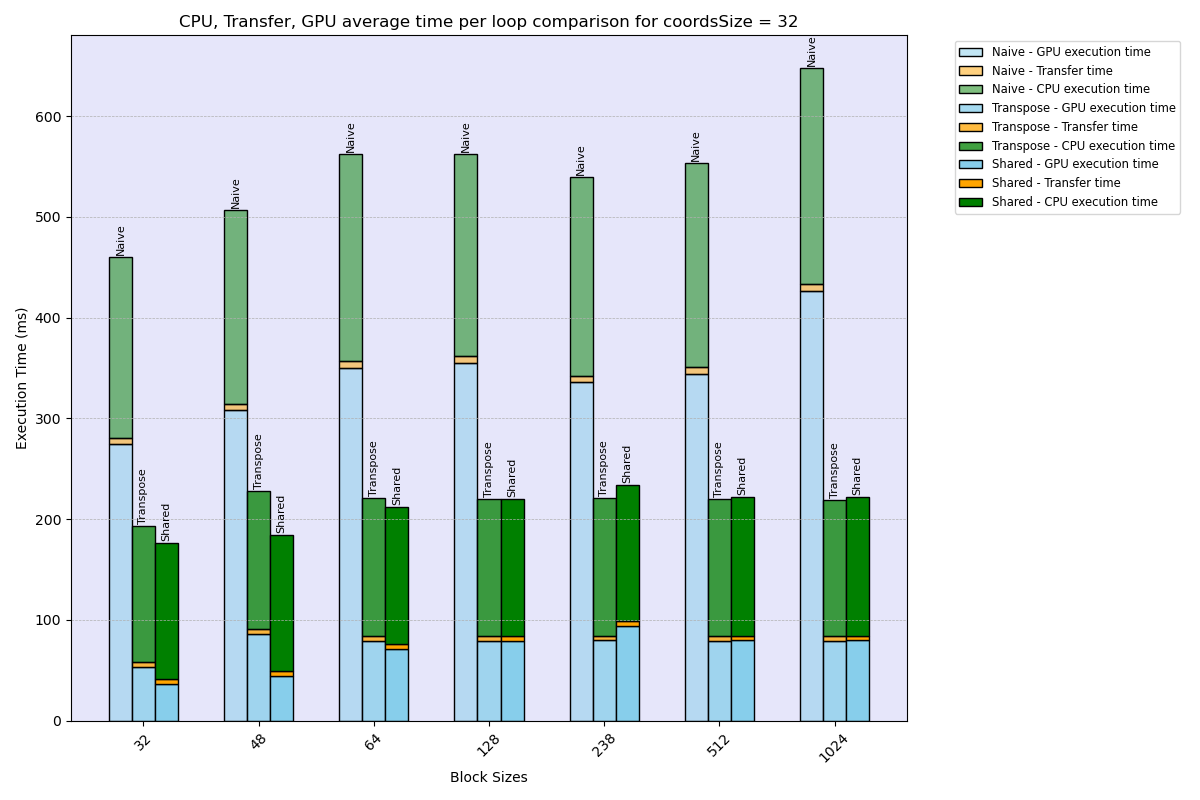 CPU, Transfer, GPU average time per loop comparison for coordsSize = 32
Naive - GPU execution time
Naive - Transfer time
Naive - CPU execution time
Transpose - GPU execution time
Transpose - Transfer time
Transpose - CPU execution time
Shared - GPU execution time
Shared - Transfer time
Shared - CPU execution time
Execution Time (ms)
600
500
400
300
200
100
0
Naive
Transpose
Shared
Naive
Transpose
Shared
Naive
Transpose
Shared
Naive
Transpose
Shared
Naive
Transpose
Shared
Naive
Transpose
Shared
Naive
Transpose
Shared
32
48
64
128
238
512
1024
Block Sizes